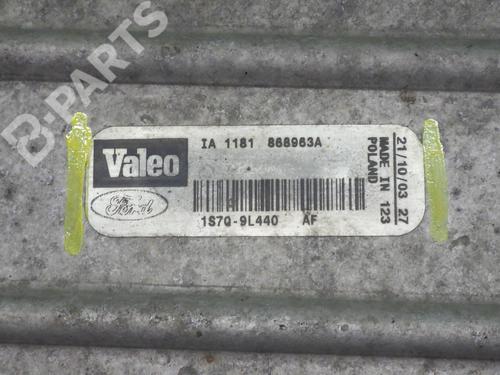 B-PARTS
Valeo
Ford
IA 1181 868963A
1S7Q-9L440 AF
21/10/03 27
MADE IN 123
POLAND